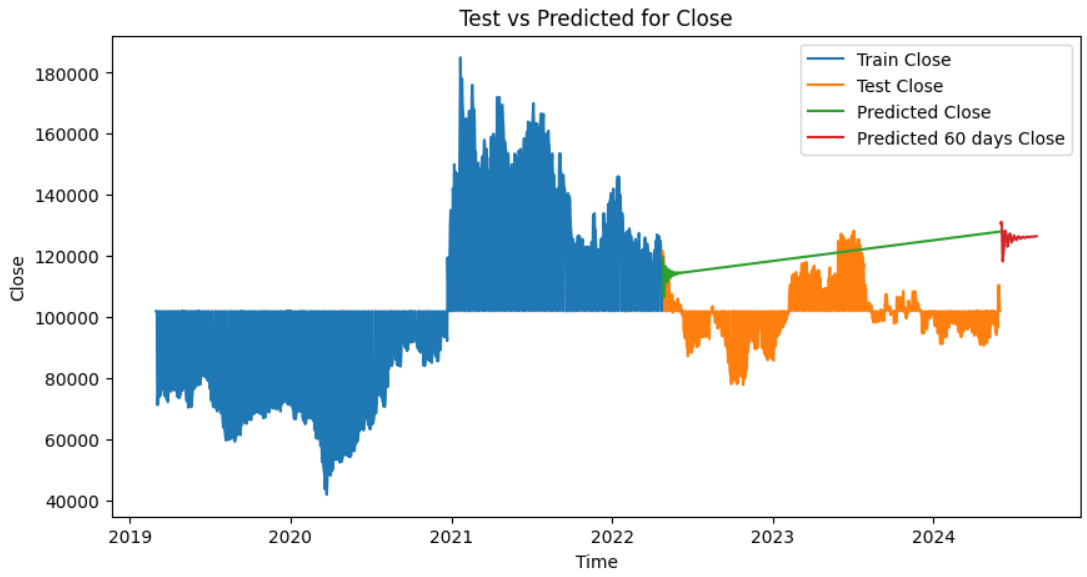 Test vs Predicted for Close
Train Close
Test Close
Predicted Close
Predicted 60 days Close
180000
160000
140000
120000
100000
80000
60000
40000
Close
2019 2020 2021 2022 2023 2024
Time